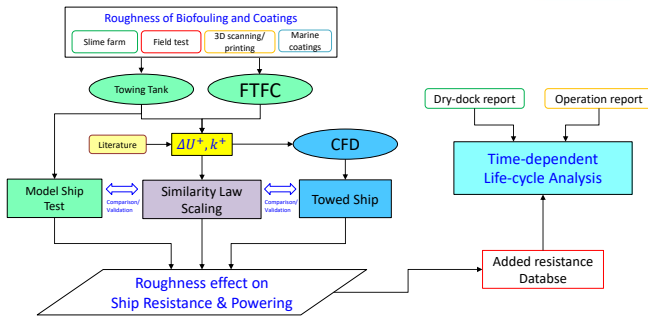 Roughness of Biofouling and Coatings
Slime farm
Field test
3D scanning/
printing
Marine
coatings
Towing Tank
FTFC
Dry-dock report
Operation report
Literature
ΔU⁺, k⁺
CFD
Time-dependent
Life-cycle Analysis
Model Ship
Test
Comparison/
Validation
Similarity Law
Scaling
Comparison/
Validation
Towed Ship
Roughness effect on
Ship Resistance & Powering
Added resistance
Databse